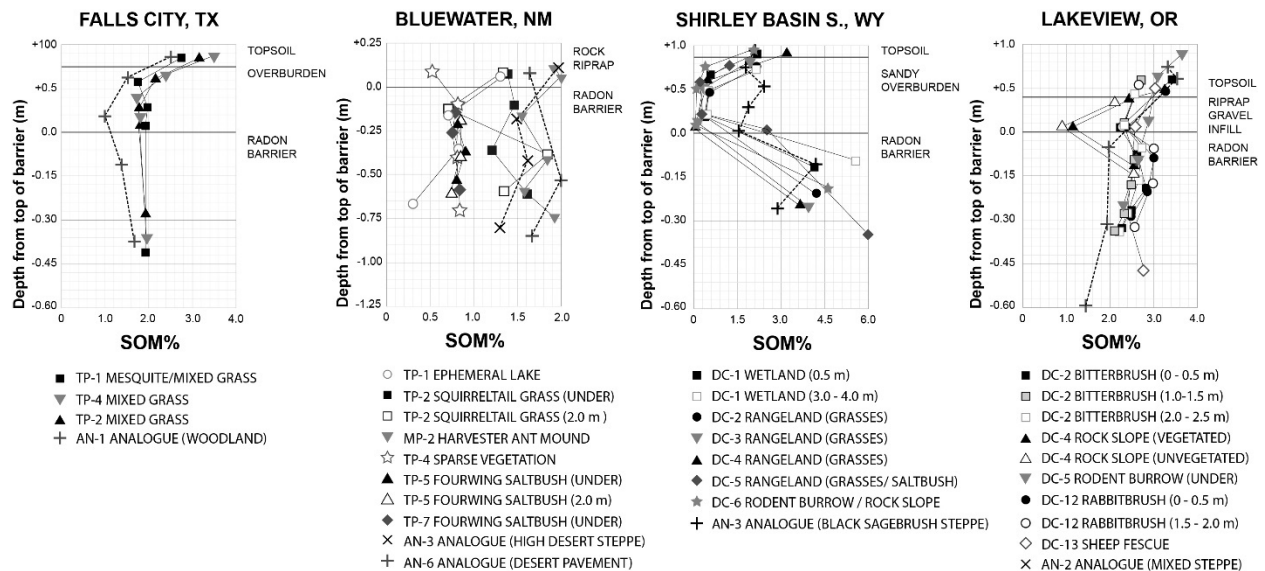 FALLS CITY, TX
Depth from top of barrier (m)
+100
+0.5
0.0
-0.15
-0.30
-0.45
-0.60
0
1.0
2.0
3.0
4.0
SOM%
TOPSOIL
OVERBURDEN
RADON
BARRIER
TP-1 MESQUITE/MIXED GRASS
TP-4 MIXED GRASS
TP-2 MIXED GRASS
AN-1 ANALOGUE (WOODLAND)
BLUEWATER, NM
Depth from top of barrier (m)
+0.25
0.00
-0.25
-0.50
-0.75
-1.00
-1.25
0
0.5
1.0
1.5
2.0
SOM%
ROCK
RIPRAP
RADON
BARRIER
TP-1 EPHEMERAL LAKE
TP-2 SQUIRRELTAIL GRASS (UNDER)
TP-2 SQUIRRELTAIL GRASS (2.0 m )
MP-2 HARVESTER ANT MOUND
TP-4 SPARSE VEGETATION
TP-5 FOURWING SALTBUSH (UNDER)
TP-5 FOURWING SALTBUSH (2.0 m)
TP-7 FOURWING SALTBUSH (UNDER)
AN-3 ANALOGUE (HIGH DESERT STEPPE)
AN-6 ANALOGUE (DESERT PAVEMENT)
SHIRLEY BASIN S., WY
Depth from top of barrier (m)
+1.0
+0.5
0.0
-0.15
-0.30
-0.45
-0.60
0
1.5
3.0
4.5
6.0
SOM%
TOPSOIL
SANDY
OVERBURDEN
RADON
BARRIER
DC-1 WETLAND (0.5 m)
DC-1 WETLAND (3.0 - 4.0 m)
DC-2 RANGELAND (GRASSES)
DC-3 RANGELAND (GRASSES)
DC-4 RANGELAND (GRASSES)
DC-5 RANGELAND (GRASSES/ SALTBUSH)
DC-6 RODENT BURROW / ROCK SLOPE
AN-3 ANALOGUE (BLACK SAGEBRUSH STEPPE)
LAKEVIEW, OR
Depth from top of barrier (m)
+1.0
+0.5
0.0
-0.15
-0.30
-0.45
-0.60
0
1.0
2.0
3.0
4.0
SOM%
TOPSOIL
RIPRAP
GRAVEL
INFILL
RADON
BARRIER
DC-2 BITTERBRUSH (0 - 0.5 m)
DC-2 BITTERBRUSH (1.0-1.5 m)
DC-2 BITTERBRUSH (2.0 - 2.5 m)
DC-4 ROCK SLOPE (VEGETATED)
DC-4 ROCK SLOPE (UNVEGETATED)
DC-5 RODENT BURROW (UNDER)
DC-12 RABBITBRUSH (0 - 0.5 m)
DC-12 RABBITBRUSH (1.5 - 2.0 m)
DC-13 SHEEP FESCUE
AN-2 ANALOGUE (MIXED STEPPE)